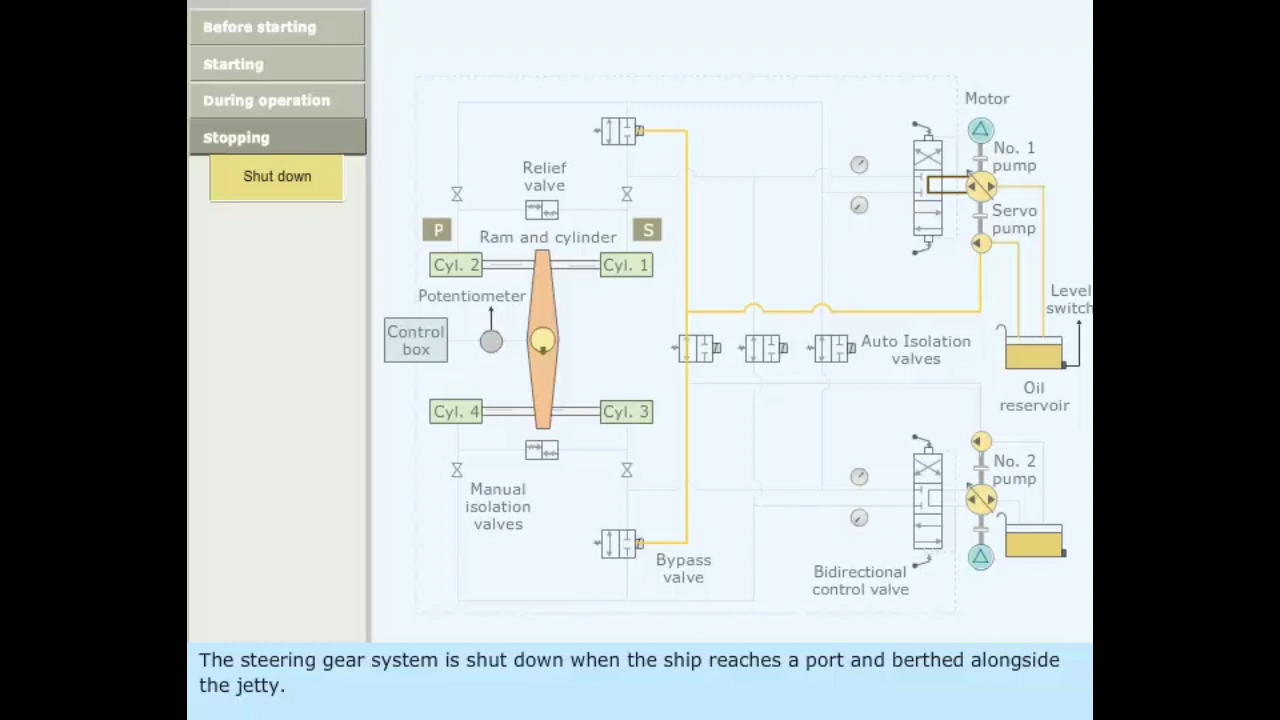 Before starting
Starting
During operation
Stopping
Shut down
Motor
No. 1
pump
Relief
valve
Servo
pump
P
S
Ram and cylinder
Cyl. 2
Cyl. 1
Potentiometer
Level
switch
Control
box
Auto Isolation
valves
Oil
reservoir
Cyl. 4
Cyl. 3
No. 2
pump
Manual
isolation
valves
Bypass
valve
Bidirectional
control valve
The steering gear system is shut down when the ship reaches a port and berthed alongside
the jetty.